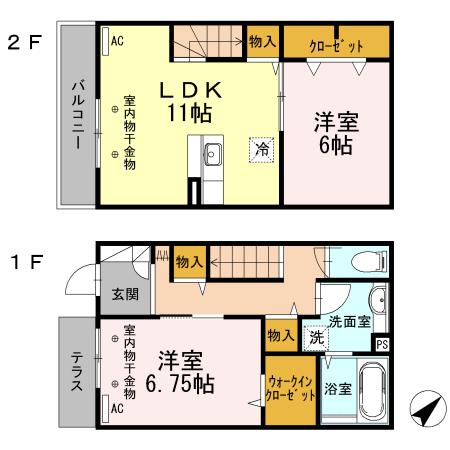 2F
AC
物入
クローゼット
バルコニー
室内物干金物
LDK
11帖
洋室
6帖
冷
1F
物入
玄関
洗面室
物入
洗
PS
テラス
室内物干金物
洋室
6.75帖
AC
ウォークイン
クローゼット
浴室